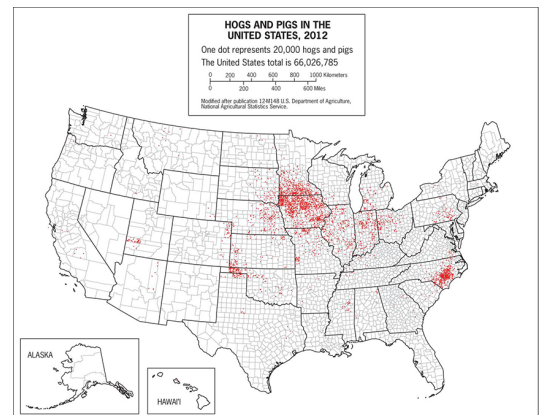 HOGS AND PIGS IN THE
UNITED STATES, 2012
One dot represents 20,000 hogs and pigs
The United States total is 66,026,785
0 200 400 600 800 1000 Kilometers
0 200 400 600 Miles
Modified after publication 12-M148 U.S. Department of Agriculture,
National Agricultural Statistics Service.
ALASKA
HAWAI'I